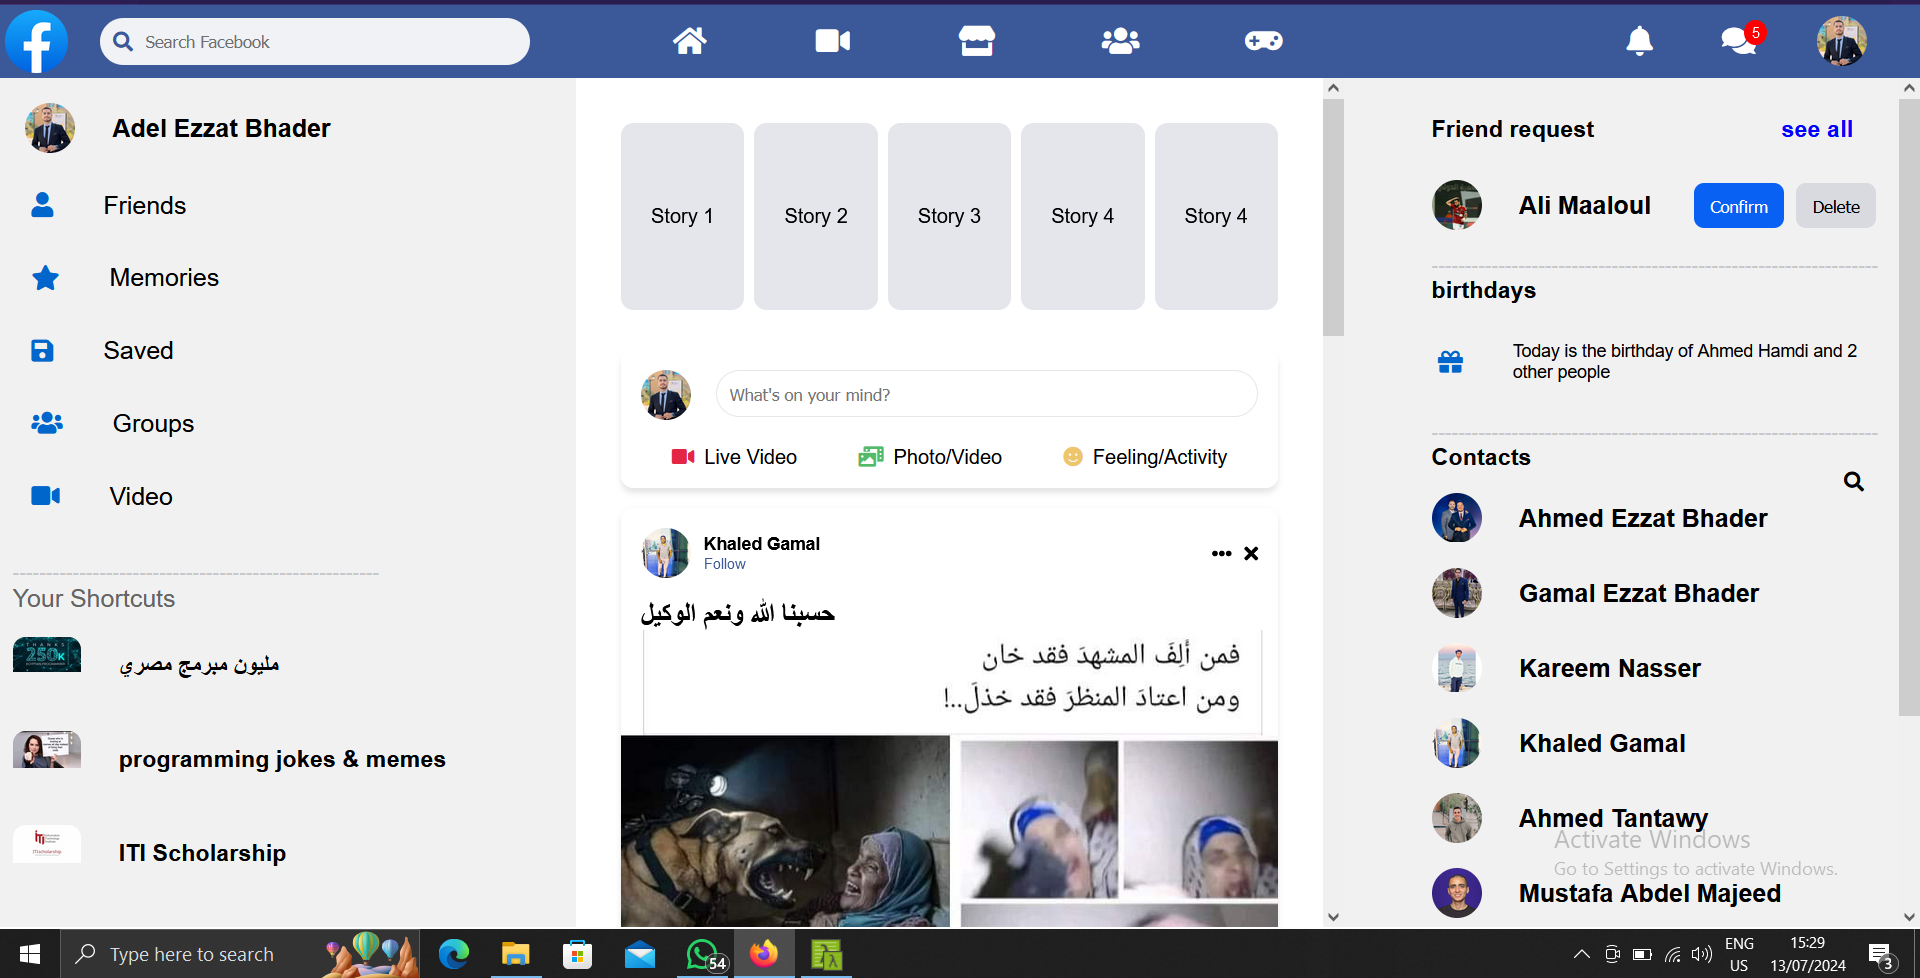 Search Facebook
5
Adel Ezzat Bhader
Friends
Memories
Saved
Groups
Video
Your Shortcuts
THANKS
250K
مليون مبرمج مصري
programming jokes & memes
ITI
ITI Scholarship
Story 1
Story 2
Story 3
Story 4
Story 4
What's on your mind?
Live Video
Photo/Video
Feeling/Activity
Khaled Gamal
Follow
حسبنا الله ونعم الوكيل
فمن ألِفَ المشهدَ فقد خان
ومن اعتادَ المنظرَ فقد خذلَ..!
Friend request
see all
Ali Maaloul
Confirm
Delete
birthdays
Today is the birthday of Ahmed Hamdi and 2
other people
Contacts
Ahmed Ezzat Bhader
Gamal Ezzat Bhader
Kareem Nasser
Khaled Gamal
Ahmed Tantawy
Activate Windows
Go to Settings to activate Windows.
Mustafa Abdel Majeed
Type here to search
54
ENG
US
15:29
13/07/2024
3